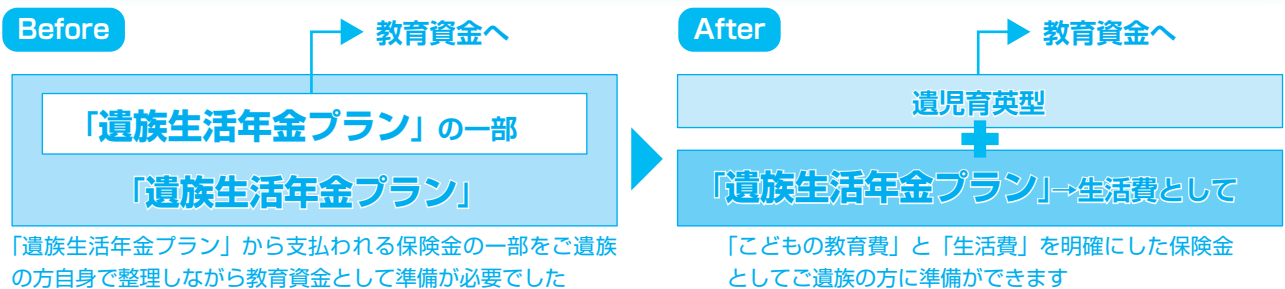 Before
教育資金へ
「遺族生活年金プラン」の一部
「遺族生活年金プラン」
「遺族生活年金プラン」から支払われる保険金の一部をご遺族
の方自身で整理しながら教育資金として準備が必要でした
After
教育資金へ
遺児育英型
「遺族生活年金プラン」→生活費として
「こどもの教育費」と「生活費」を明確にした保険金
としてご遺族の方に準備ができます